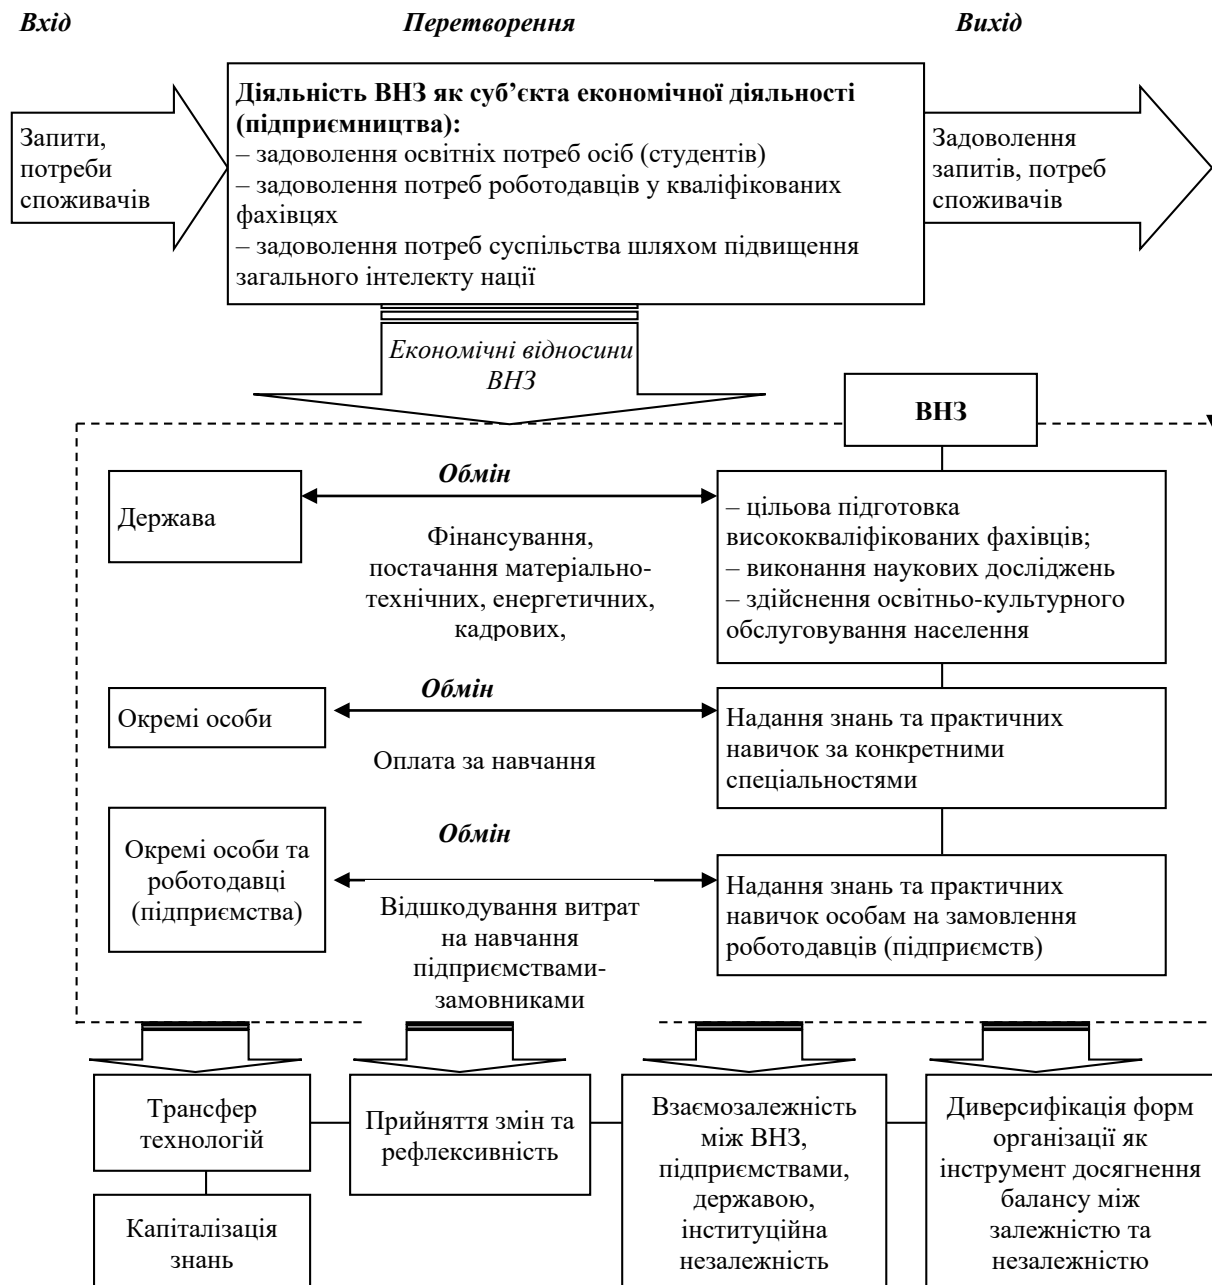 Вхід
Перетворення
Вихід
Запити,
потреби
споживачів
Діяльність ВНЗ як суб’єкта економічної діяльності
(підприємництва):
– задоволення освітніх потреб осіб (студентів)
– задоволення потреб роботодавців у кваліфікованих
фахівцях
– задоволення потреб суспільства шляхом підвищення
загального інтелекту нації
Задоволення
запитів, потреб
споживачів
Економічні відносини
ВНЗ
ВНЗ
Держава
Обмін
Фінансування,
постачання матеріально-
технічних, енергетичних,
кадрових,
– цільова підготовка
висококваліфікованих фахівців;
– виконання наукових досліджень
– здійснення освітньо-культурного
обслуговування населення
Окремі особи
Обмін
Оплата за навчання
Надання знань та практичних
навичок за конкретними
спеціальностями
Окремі особи та
роботодавці
(підприємства)
Обмін
Відшкодування витрат
на навчання
підприємствами-
замовниками
Надання знань та практичних
навичок особам на замовлення
роботодавців (підприємств)
Трансфер
технологій
Капіталізація
знань
Прийняття змін та
рефлексивність
Взаємозалежність
між ВНЗ,
підприємствами,
державою,
інституційна
незалежність
Диверсифікація форм
організації як
інструмент досягнення
балансу між
залежністю та
незалежністю